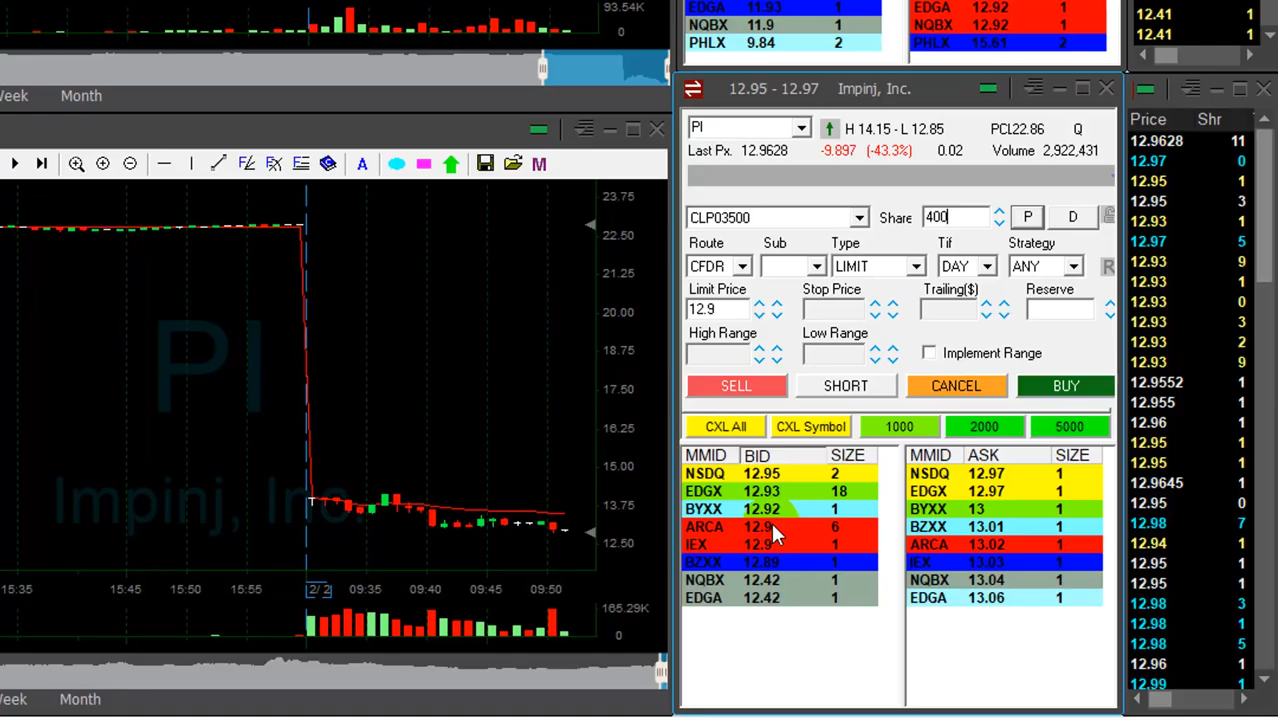 93.54K
0
EDGA 11.93 1
NQBX 11.9 1
PHLX 9.84 2
EDGA 12.92 1
NQBX 12.92 1
PHLX 15.61 2
12.41 1
12.41 1
Week Month
12.95 - 12.97 Impinj, Inc.
PI
H 14.15 - L 12.85 PCL22.86 Q
Last Px. 12.9628 -9.897 (-43.3%) 0.02 Volume 2,922,431
CLP03500 Share 400 P D
Route Sub Type Tif Strategy
CFDR LIMIT DAY ANY R
Limit Price Stop Price Trailing($) Reserve
12.9
High Range Low Range
Implement Range
SELL SHORT CANCEL BUY
CXL All CXL Symbol 1000 2000 5000
MMID BID SIZE
NSDQ 12.95 2
EDGX 12.93 18
BYXX 12.92 1
ARCA 12.9 6
IEX 12.9 1
BZXX 12.89 1
NQBX 12.42 1
EDGA 12.42 1
MMID ASK SIZE
NSDQ 12.97 1
EDGX 12.97 1
BYXX 13 1
BZXX 13.01 1
ARCA 13.02 1
IEX 13.03 1
NQBX 13.04 1
EDGA 13.06 1
Price Shr
12.9628 11
12.97 0
12.95 1
12.95 3
12.93 1
12.97 5
12.93 9
12.93 1
12.93 0
12.93 3
12.93 2
12.93 9
12.9552 1
12.955 1
12.96 1
12.95 1
12.95 1
12.9645 1
12.95 0
12.98 7
12.94 1
12.95 1
12.95 1
12.98 3
12.98 1
12.98 5
12.96 1
12.99 1
A M
23.75
22.50
21.25
20.00
18.75
17.50
16.25
15.00
13.75
12.50
PI
Impinj, Inc.
15:35 15:45 15:55 2/ 2 09:35 09:40 09:45 09:50
165.29K
0
Week Month